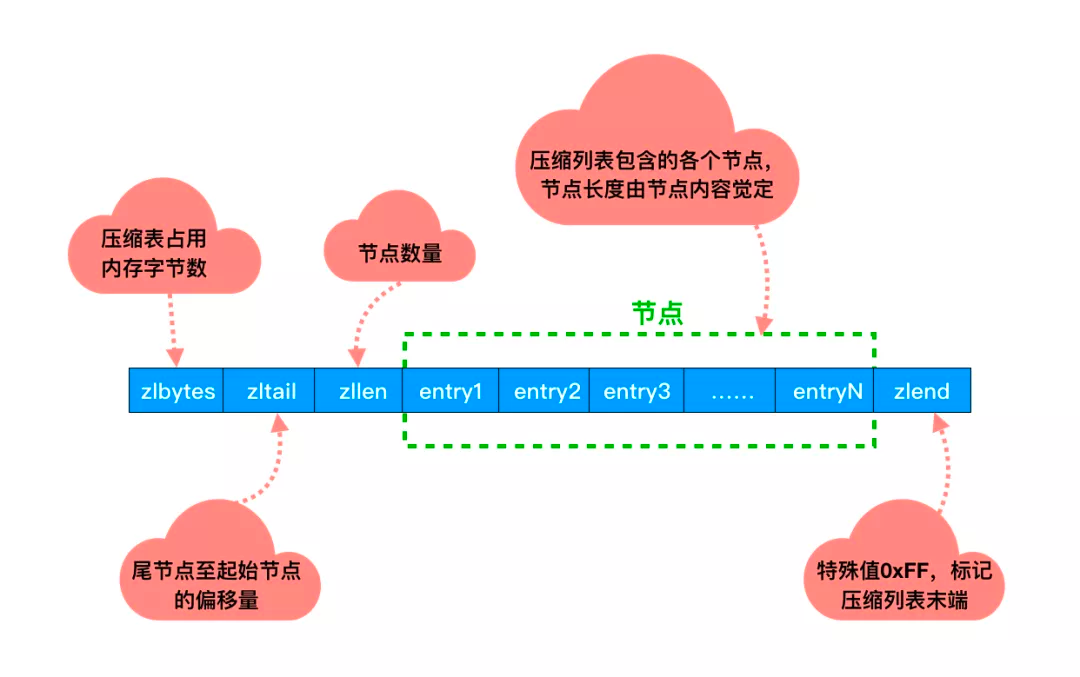 压缩列表包含的各个节点，
节点长度由节点内容觉定
压缩表占用
内存字节数
节点数量
节点
zlbytes zltail zllen entry1 entry2 entry3 …… entryN zlend
尾节点至起始节点
的偏移量
特殊值0xFF，标记
压缩列表末端